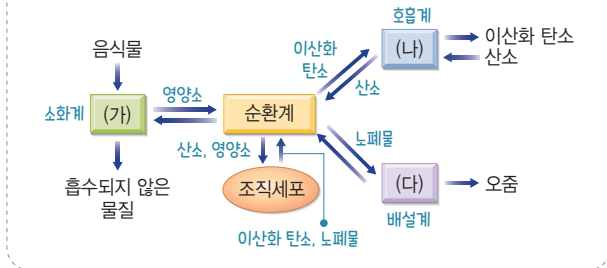 호흡계
음식물
이산화
탄소
(나)
이산화 탄소
산소
산소
소화계
(가)
영양소
순환계
산소, 영양소
노폐물
흡수되지 않은
물질
조직세포
(다)
오줌
배설계
이산화 탄소, 노폐물